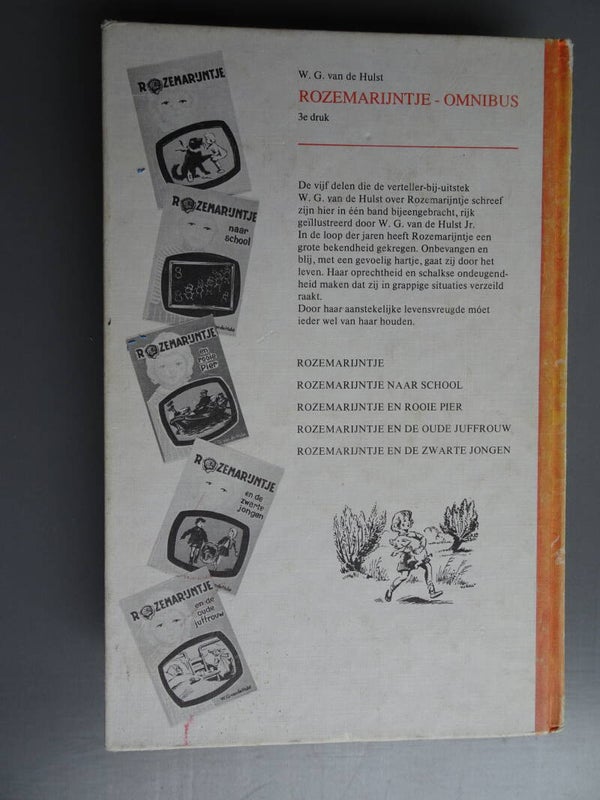 W. G. van de Hulst
ROZEMARIJNTJE - OMNIBUS
3e druk
De vijf delen die de verteller-bij-uitstek
W. G. van de Hulst over Rozemarijntje schreef
zijn hier in één band bijeengebracht, rijk
geïllustreerd door W. G. van de Hulst Jr.
In de loop der jaren heeft Rozemarijntje een
grote bekendheid gekregen. Onbevangen en
blij, met een gevoelig hartje, gaat zij door het
leven. Haar oprechtheid en schalkse ondeugend-
heid maken dat zij in grappige situaties verzeild
raakt.
Door haar aanstekelijke levensvreugde móet
ieder wel van haar houden.
ROZEMARIJNTJE
ROZEMARIJNTJE NAAR SCHOOL
ROZEMARIJNTJE EN ROOIE PIER
ROZEMARIJNTJE EN DE OUDE JUFFROUW
ROZEMARIJNTJE EN DE ZWARTE JONGEN
ROZEMARIJNTJE
ROZEMARIJNTJE
naar
school
ROZEMARIJNTJE
en
rooie
Pier
ROZEMARIJNTJE
en de
zwarte
jongen
ROZEMARIJNTJE
en de
oude
juffrouw
W.G. van de Hulst